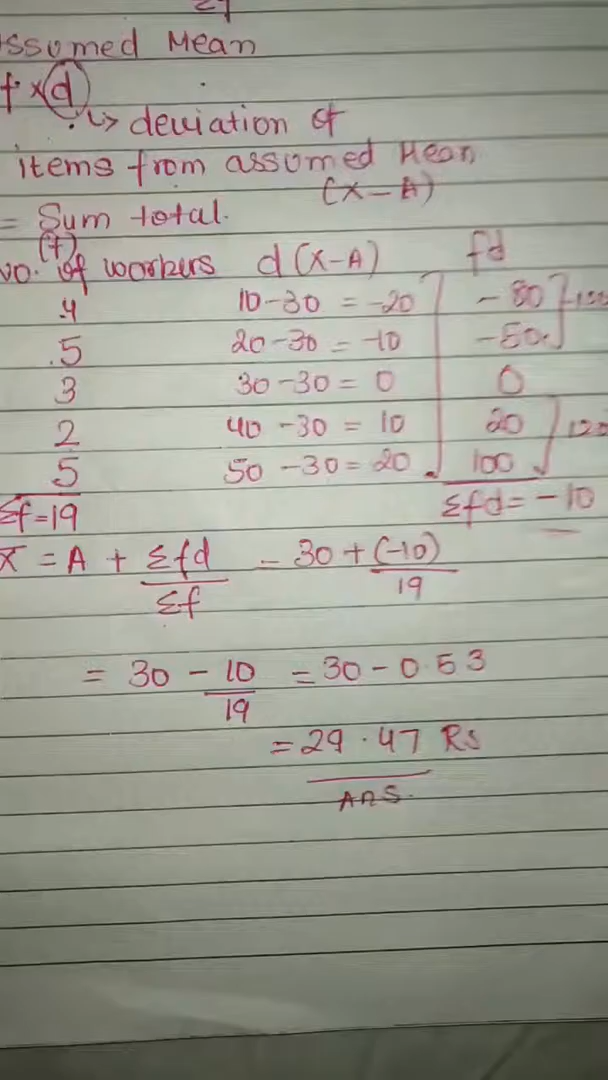 Assumed Mean
f × d
↳ deviation of
items from assumed Mean
(X – A)
= Sum total.
(f)
No. of workers d (X–A) fd
4 10–30 = –20 –80
5 20–30 = –10 –50
3 30–30 = 0 0
2 40–30 = 10 20
5 50–30 = 20 100
Σf=19 Σfd= –10
X̄ = A + Σfd/Σf = 30 + (–10)/19
= 30 – 10/19 = 30 – 0.53
= 29.47 Rs
Ans.